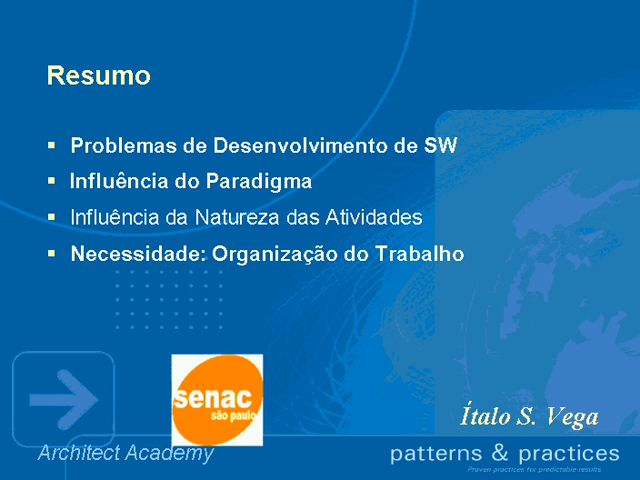 Resumo
Problemas de Desenvolvimento de SW
Influência do Paradigma
Influência da Natureza das Atividades
Necessidade: Organização do Trabalho
senac
são paulo
Ítalo S. Vega
Architect Academy
patterns & practices
Proven practices for predictable results